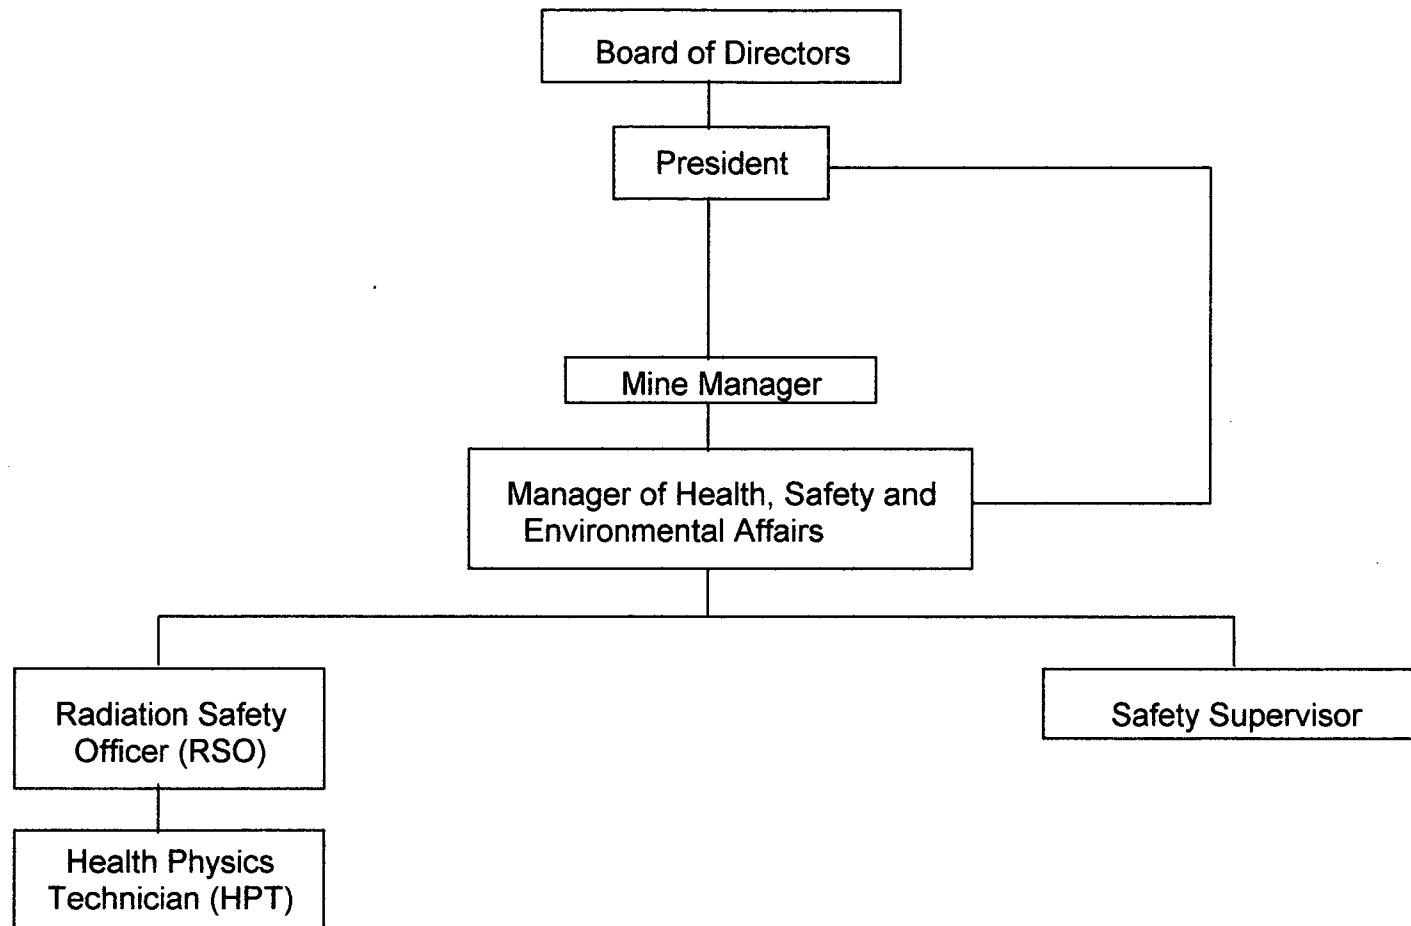 Board of Directors
President
Mine Manager
Manager of Health, Safety and
Environmental Affairs
Radiation Safety
Officer (RSO)
Safety Supervisor
Health Physics
Technician (HPT)